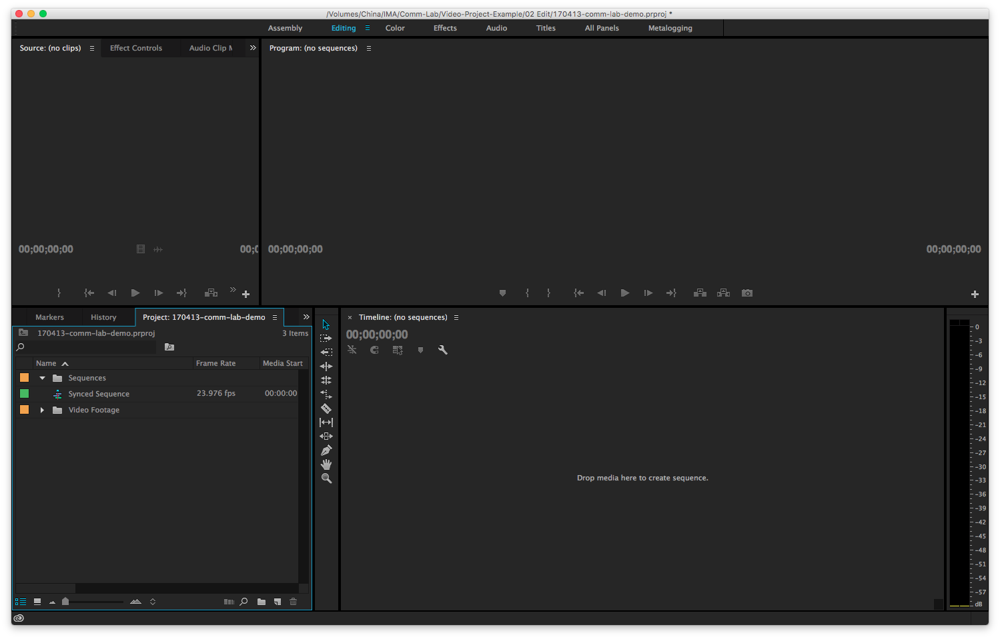 /Volumes/China/IMA/Comm-Lab/Video-Project-Example/02 Edit/170413-comm-lab-demo.prproj *
Assembly Editing Color Effects Audio Titles All Panels Metalogging
Source: (no clips) Effect Controls Audio Clip M
Program: (no sequences)
00;00;00;00 00;0
00;00;00;00 00;00;00;00
Markers History Project: 170413-comm-lab-demo
170413-comm-lab-demo.prproj 3 Items
Name Frame Rate Media Start
Sequences
Synced Sequence 23.976 fps 00:00:00
Video Footage
Timeline: (no sequences)
00;00;00;00
Drop media here to create sequence.
0
-3
-6
-9
-12
-15
-18
-21
-24
-27
-30
-33
-36
-39
-42
-45
-48
-51
-54
-57
dB